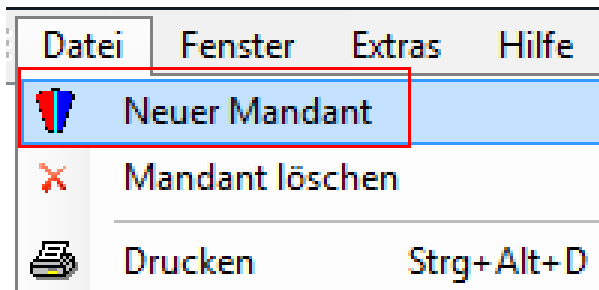 Datei Fenster Extras Hilfe
Neuer Mandant
Mandant löschen
Drucken Strg+Alt+D